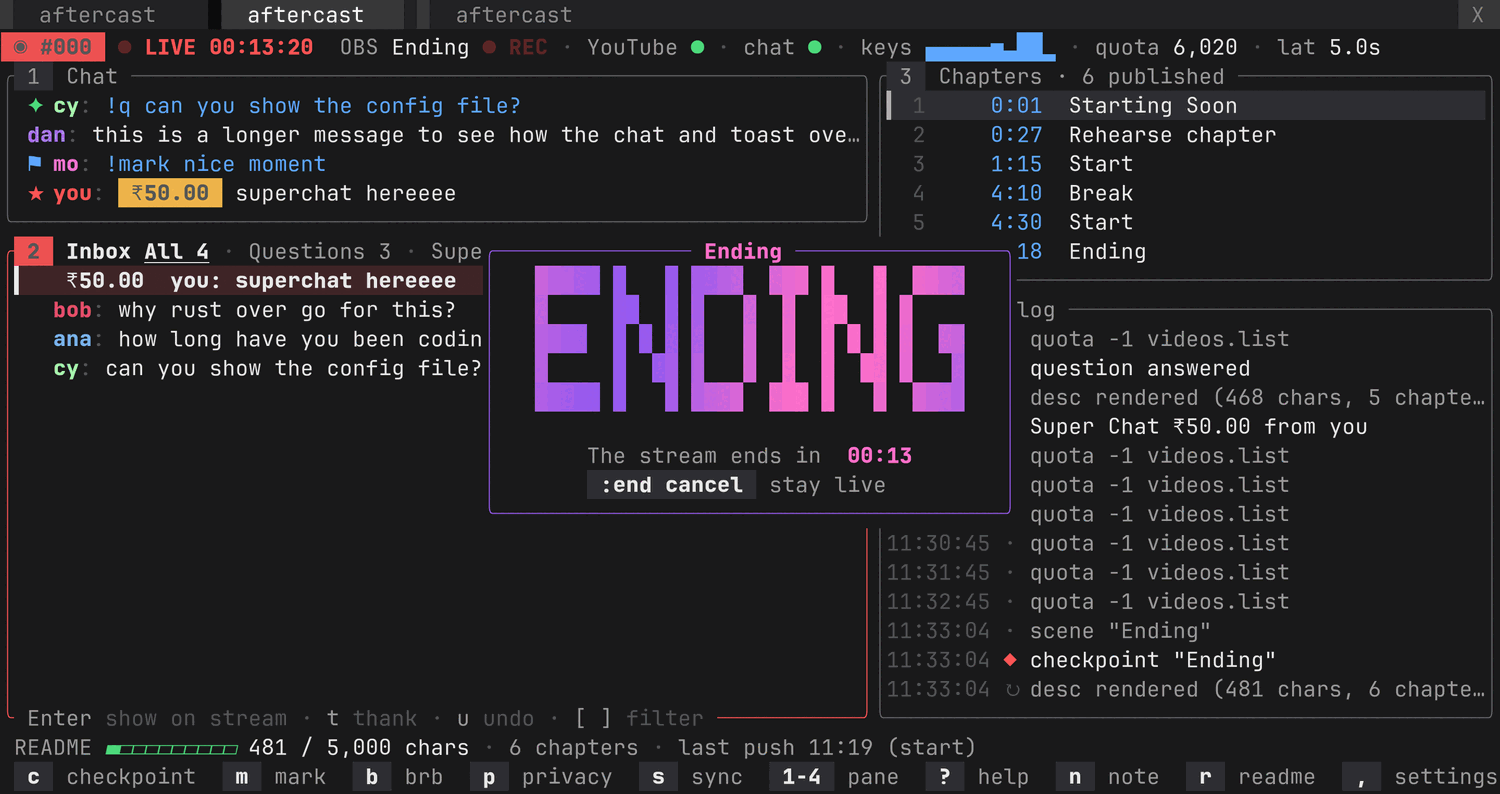 aftercast aftercast aftercast X
◉ #000 ● LIVE 00:13:20 OBS Ending ● REC · YouTube ● · chat ● · keys ▂▂▂▂▂▃▂██▂ · quota 6,020 · lat 5.0s
1 Chat
✦ cy: !q can you show the config file?
dan: this is a longer message to see how the chat and toast ove…
⚑ mo: !mark nice moment
★ you: ₹50.00 superchat hereeee
3 Chapters · 6 published
1 0:01 Starting Soon
2 0:27 Rehearse chapter
3 1:15 Start
4 4:10 Break
5 4:30 Start
18 Ending
2 Inbox All 4 · Questions 3 · Supe
₹50.00 you: superchat hereeee
bob: why rust over go for this?
ana: how long have you been codin
cy: can you show the config file?
Ending
ENDING
The stream ends in 00:13
:end cancel stay live
log
quota -1 videos.list
question answered
desc rendered (468 chars, 5 chapte…
Super Chat ₹50.00 from you
quota -1 videos.list
quota -1 videos.list
quota -1 videos.list
11:30:45 · quota -1 videos.list
11:31:45 · quota -1 videos.list
11:32:45 · quota -1 videos.list
11:33:04 · scene "Ending"
11:33:04 ◆ checkpoint "Ending"
11:33:04 ↻ desc rendered (481 chars, 6 chapte…
Enter show on stream · t thank · u undo · [ ] filter
README 481 / 5,000 chars · 6 chapters · last push 11:19 (start)
c checkpoint m mark b brb p privacy s sync 1-4 pane ? help n note r readme , settings